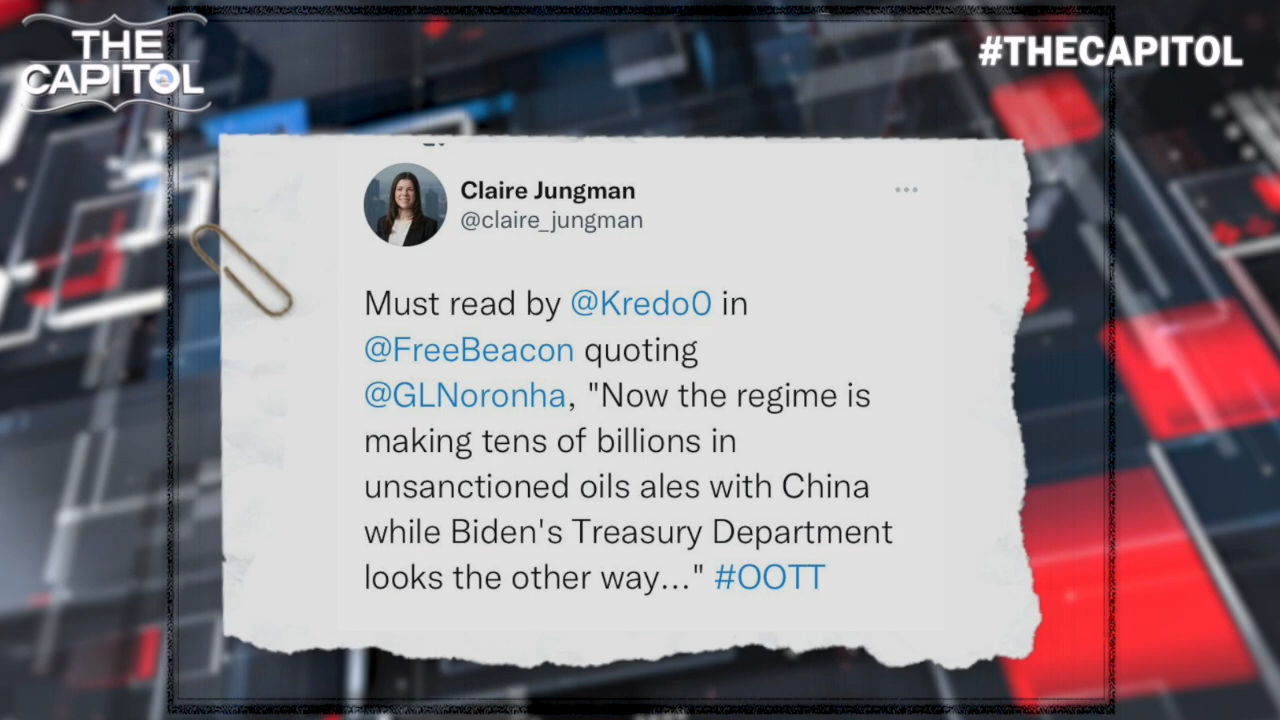 THE
CAPITOL
#THECAPITOL
Claire Jungman
@claire_jungman
Must read by @Kredo0 in
@FreeBeacon quoting
@GLNoronha, "Now the regime is
making tens of billions in
unsanctioned oils ales with China
while Biden's Treasury Department
looks the other way..." #OOTT